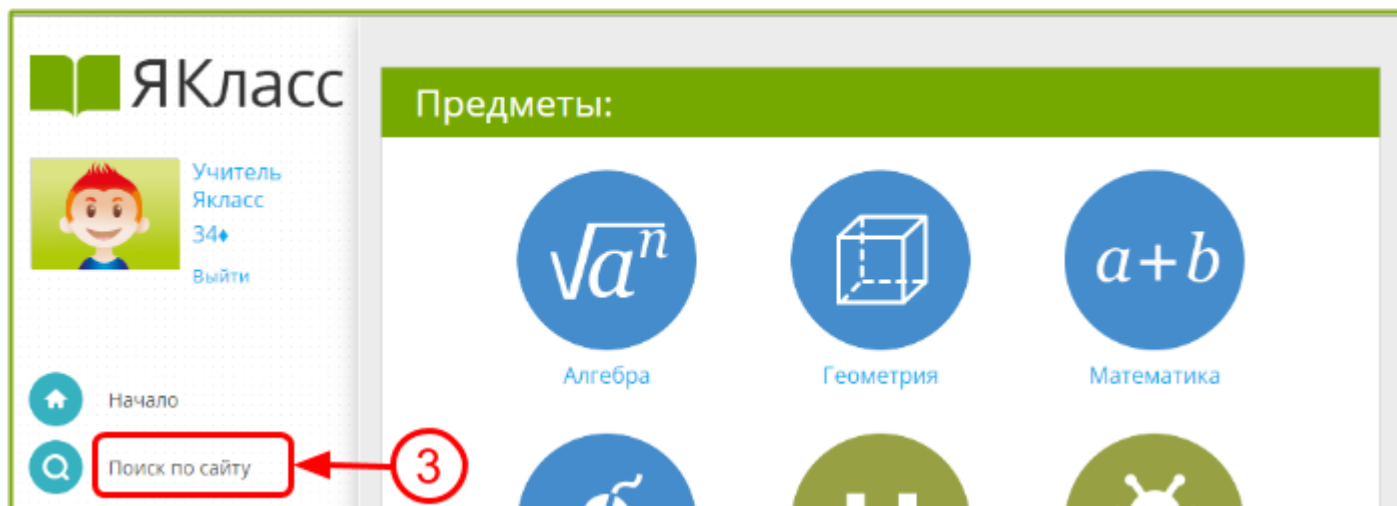 ЯКласс
Учитель
Якласс
34♦
Выйти
Начало
Поиск по сайту
3
Предметы:
√aⁿ
a+b
Алгебра
Геометрия
Математика